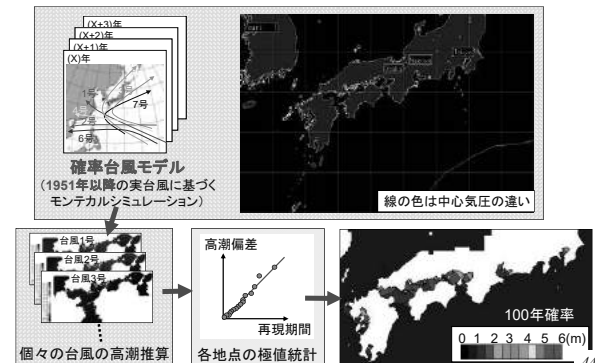 (X+3)年
(X+2)年
(X+1)年
(X)年
1号
7号
2号
6号
確率台風モデル
(1951年以降の実台風に基づく
モンテカルシミュレーション)
線の色は中心気圧の違い
台風1号
台風2号
台風3号
個々の台風の高潮推算
高潮偏差
再現期間
各地点の極値統計
100年確率
0 1 2 3 4 5 6(m)
44